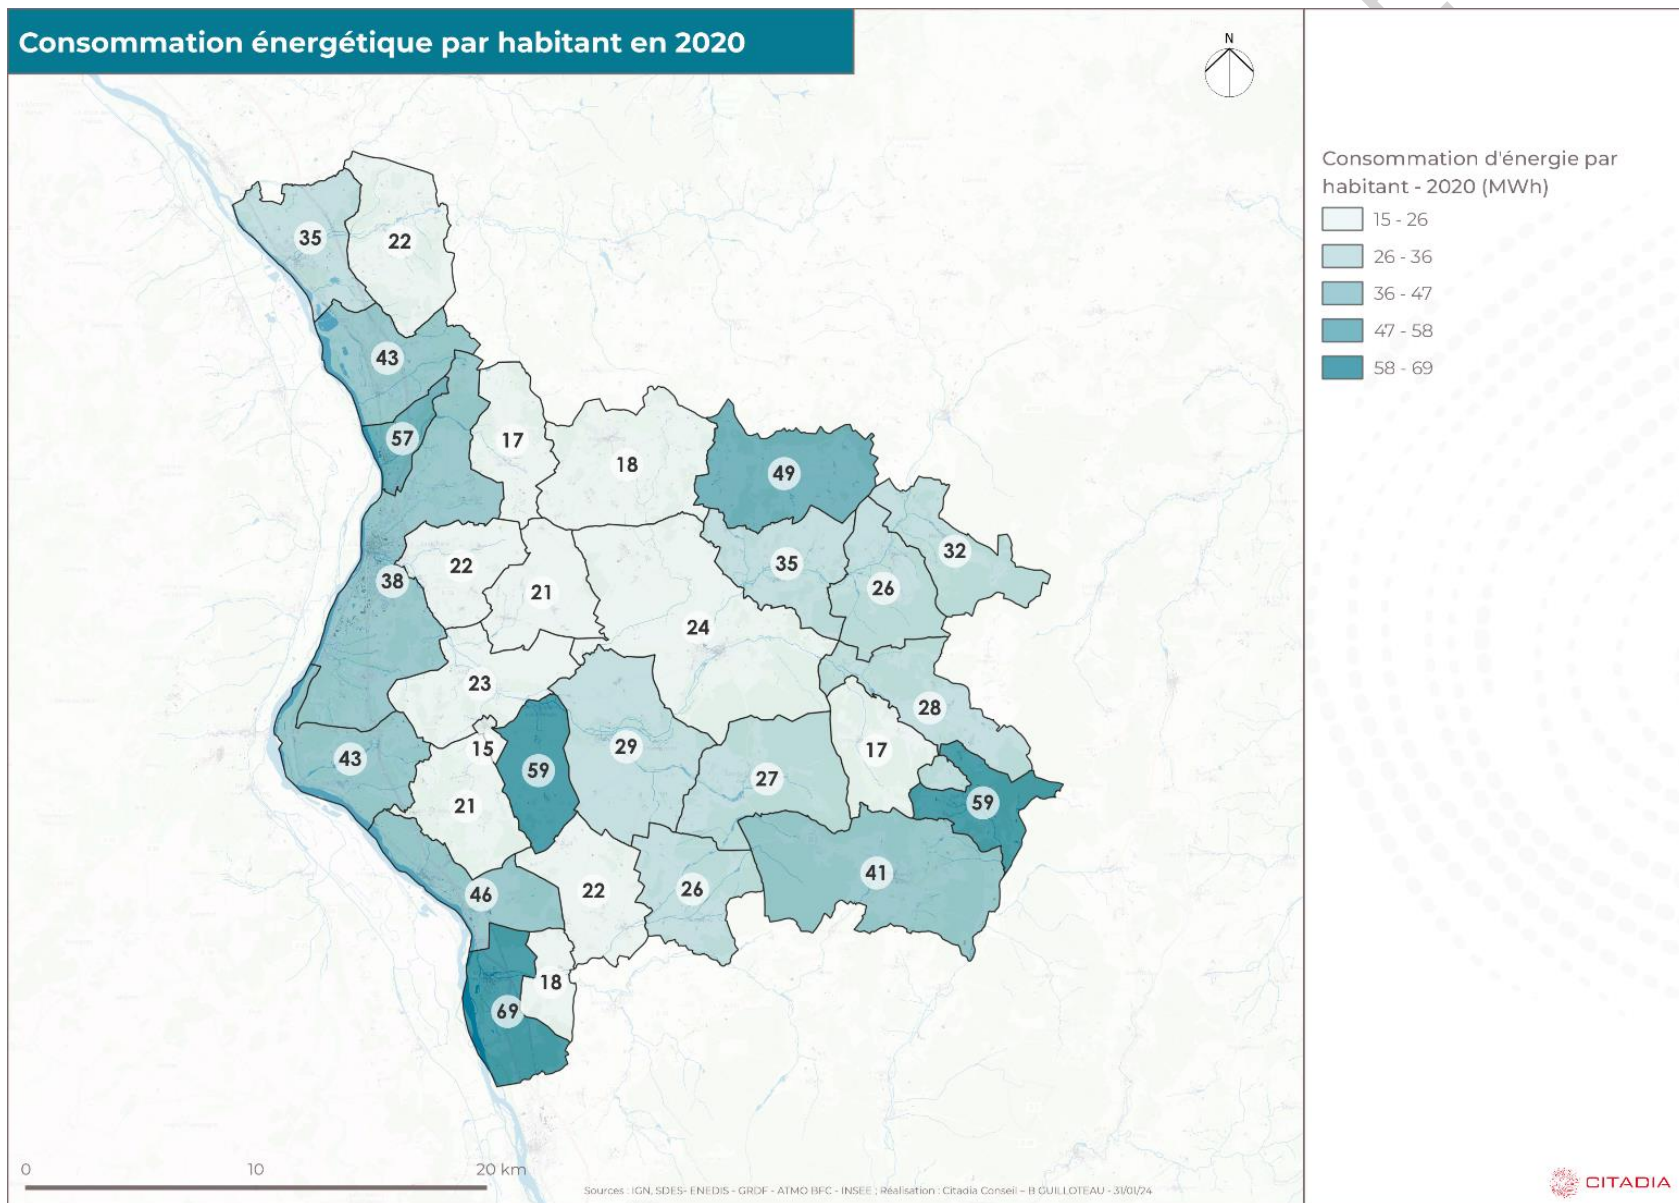 Consommation énergétique par habitant en 2020
N
Consommation d'énergie par
habitant - 2020 (MWh)
15 - 26
26 - 36
36 - 47
47 - 58
58 - 69
35
22
43
57
17
18
49
22
21
35
26
32
38
24
23
28
43
15
59
29
27
17
21
59
46
22
26
41
18
69
0
10
20 km
Sources : IGN, SDES- ENEDIS - GRDF - ATMO BFC - INSEE ; Réalisation : Citadia Conseil – B GUILLOTEAU - 31/01/24
CITADIA